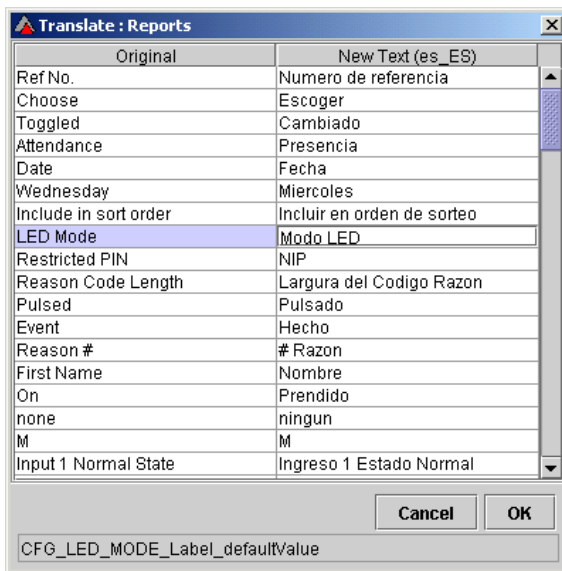 Translate : Reports
Original New Text (es_ES)
Ref No. Numero de referencia
Choose Escoger
Toggled Cambiado
Attendance Presencia
Date Fecha
Wednesday Miercoles
Include in sort order Incluir en orden de sorteo
LED Mode Modo LED
Restricted PIN NIP
Reason Code Length Largura del Codigo Razon
Pulsed Pulsado
Event Hecho
Reason # # Razon
First Name Nombre
On Prendido
none ningun
M M
Input 1 Normal State Ingreso 1 Estado Normal
Cancel OK
CFG_LED_MODE_Label_defaultValue